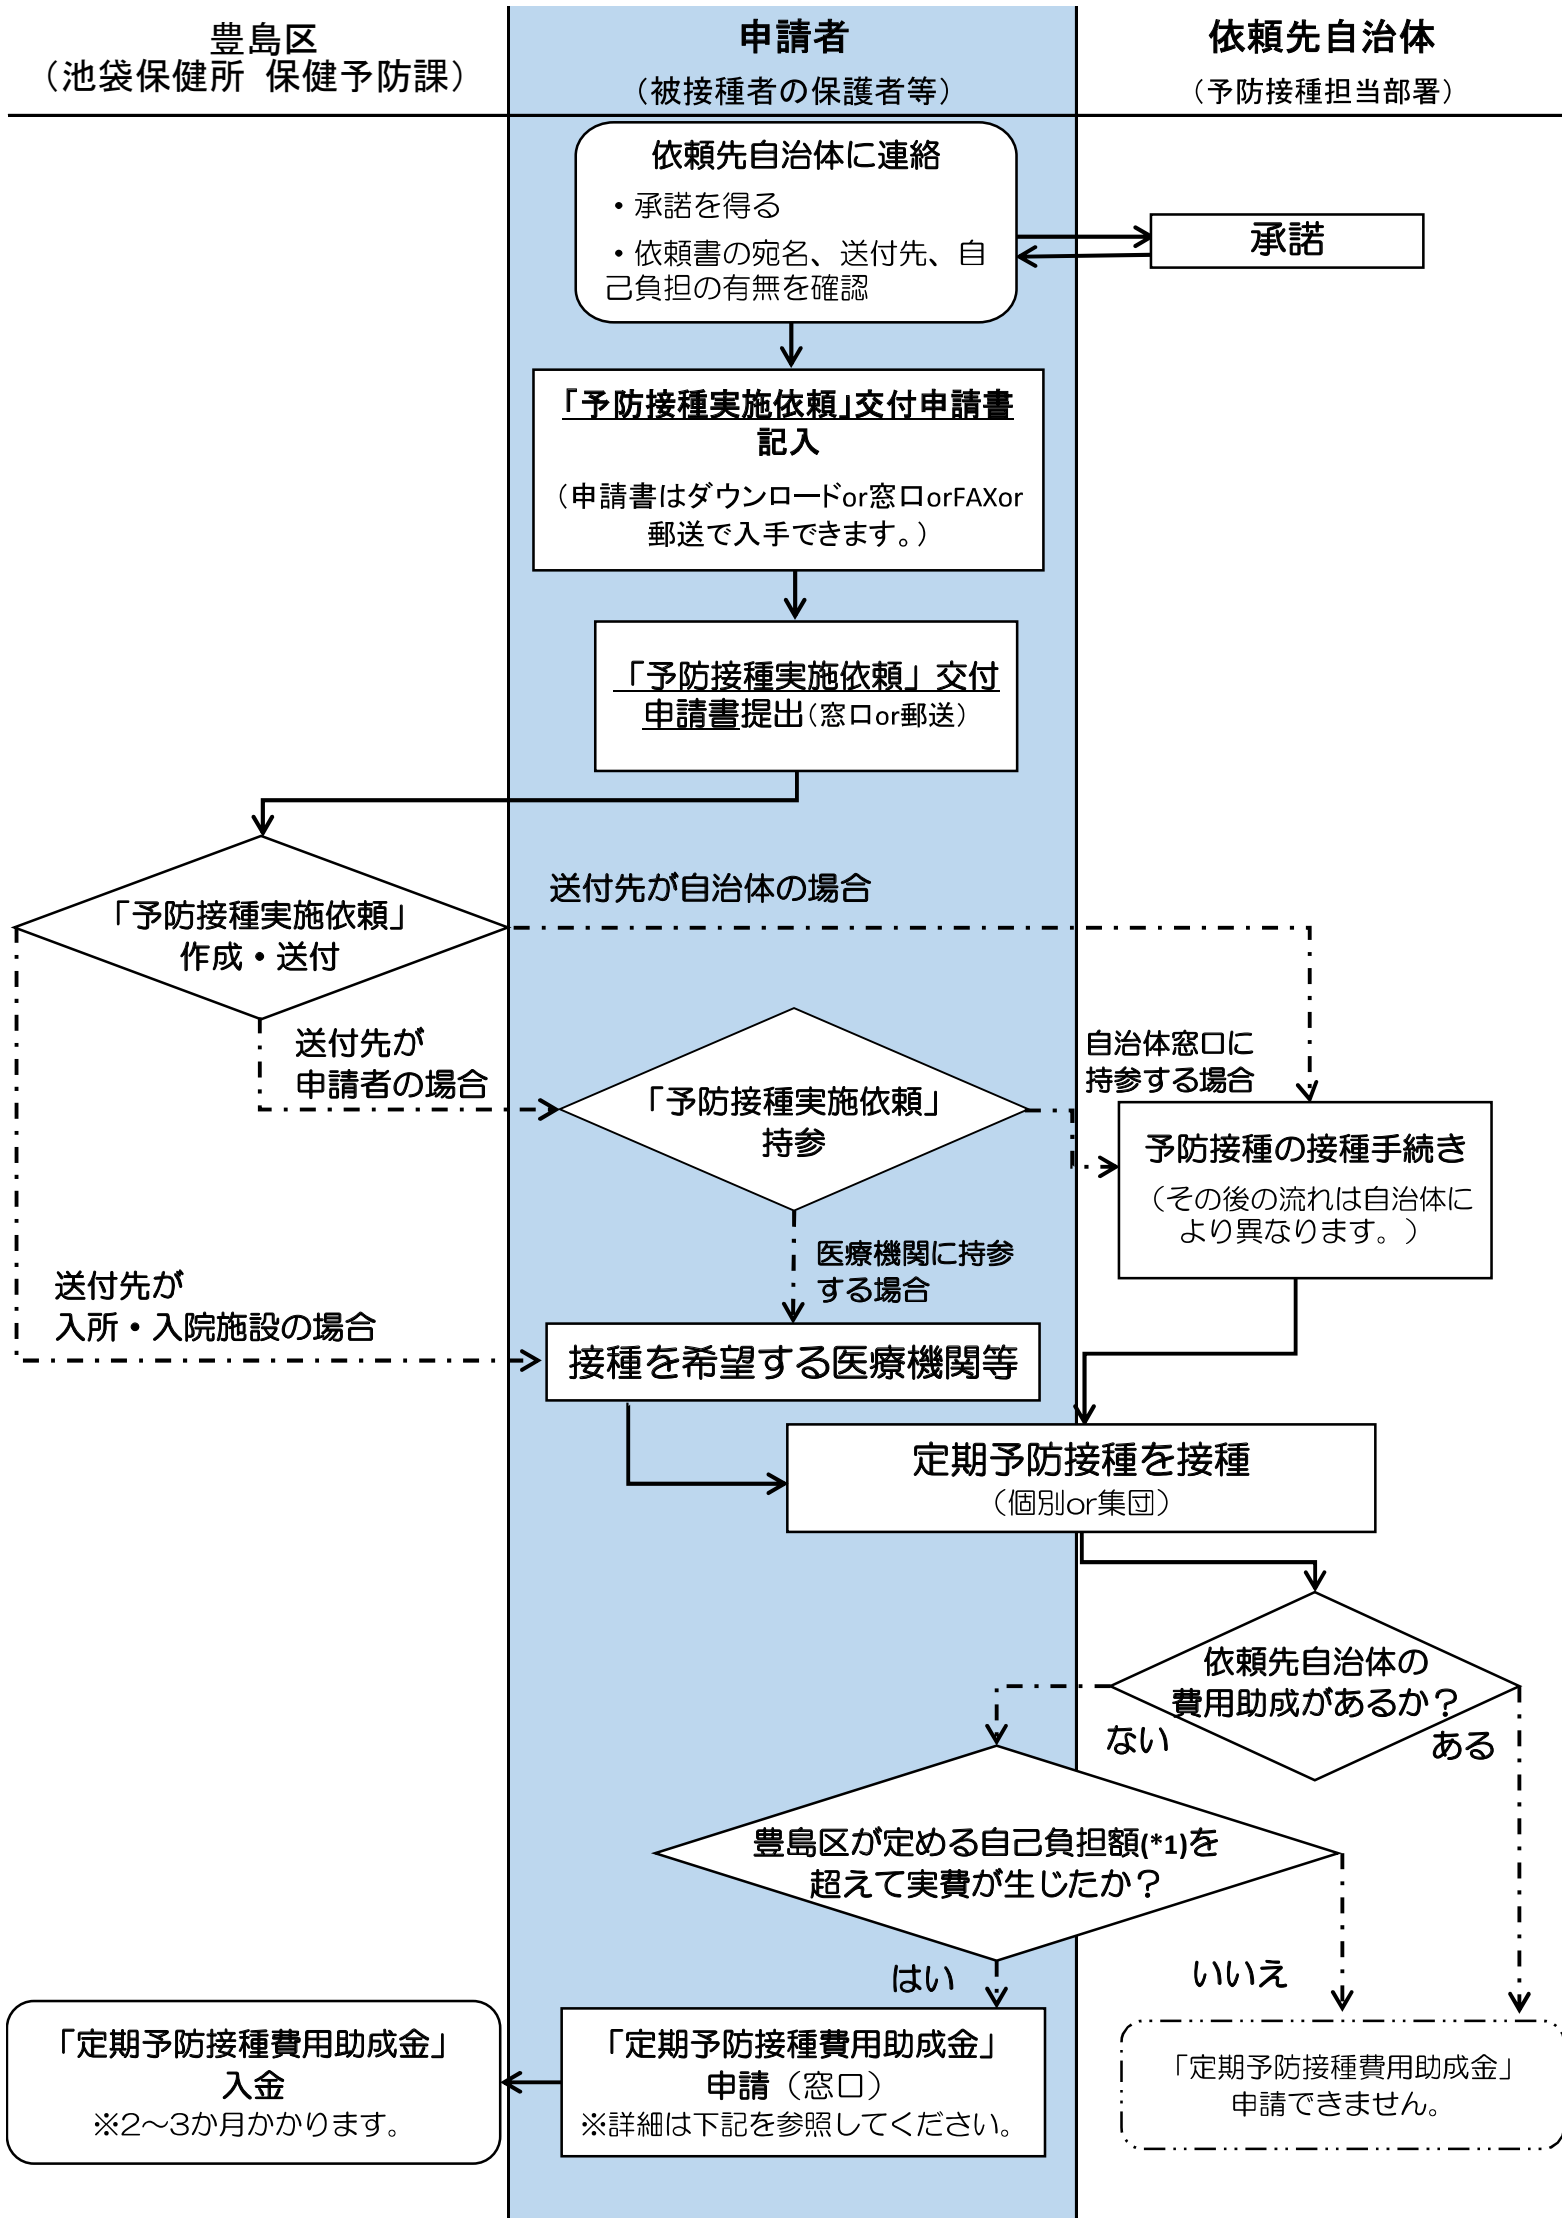 豊島区
（池袋保健所 保健予防課）
申請者
（被接種者の保護者等）
依頼先自治体
（予防接種担当部署）
依頼先自治体に連絡
・承諾を得る
・依頼書の宛名、送付先、自
己負担の有無を確認
承諾
「予防接種実施依頼」交付申請書
記入
（申請書はダウンロードor窓口orFAXor
郵送で入手できます。）
「予防接種実施依頼」交付
申請書提出（窓口or郵送）
「予防接種実施依頼」
作成・送付
送付先が自治体の場合
送付先が
申請者の場合
「予防接種実施依頼」
持参
自治体窓口に
持参する場合
予防接種の接種手続き
（その後の流れは自治体に
より異なります。）
医療機関に持参
する場合
送付先が
入所・入院施設の場合
接種を希望する医療機関等
定期予防接種を接種
（個別or集団）
依頼先自治体の
費用助成があるか？
ない
ある
豊島区が定める自己負担額(*1)を
超えて実費が生じたか？
はい
いいえ
「定期予防接種費用助成金」
入金
※2～3か月かかります。
「定期予防接種費用助成金」
申請（窓口）
※詳細は下記を参照してください。
「定期予防接種費用助成金」
申請できません。